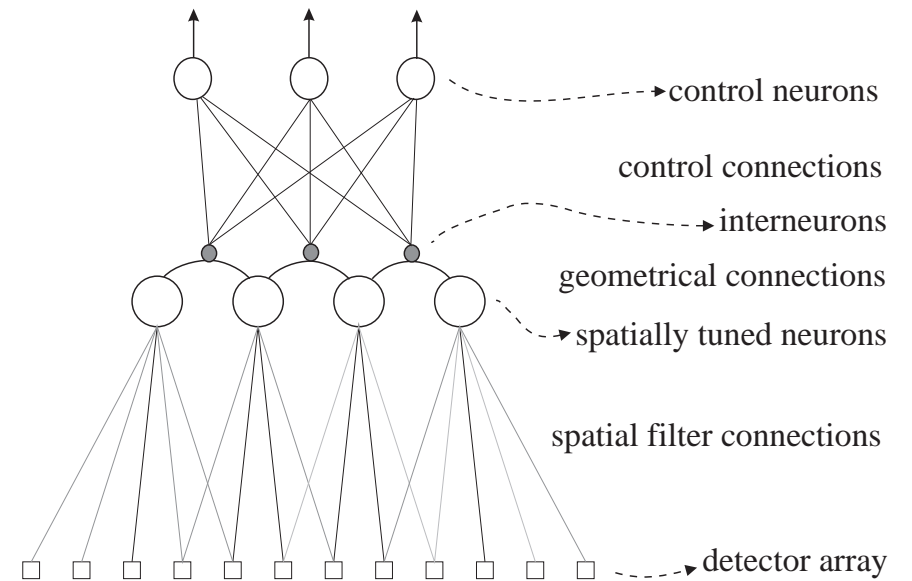 control neurons
control connections
interneurons
geometrical connections
spatially tuned neurons
spatial filter connections
detector array